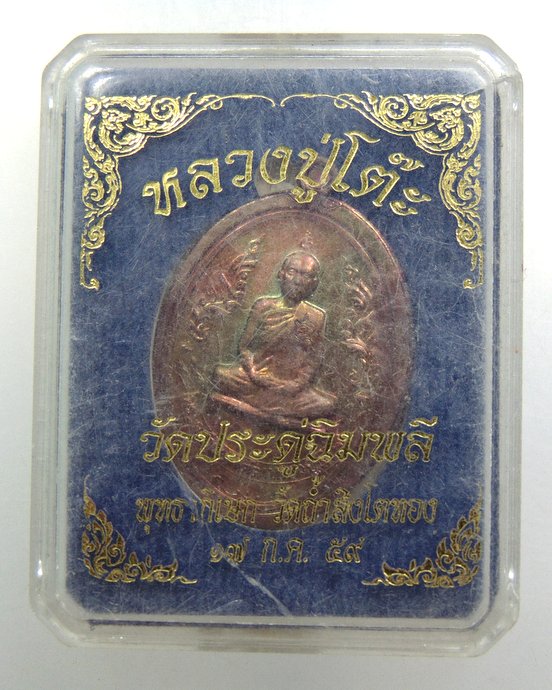 หลวงปู่โต๊ะ
วัดประดู่ฉิมพลี
พุทธาภิเษก วัดถ้ำสิงโตทอง
๑๗ ก.ค. ๕๙